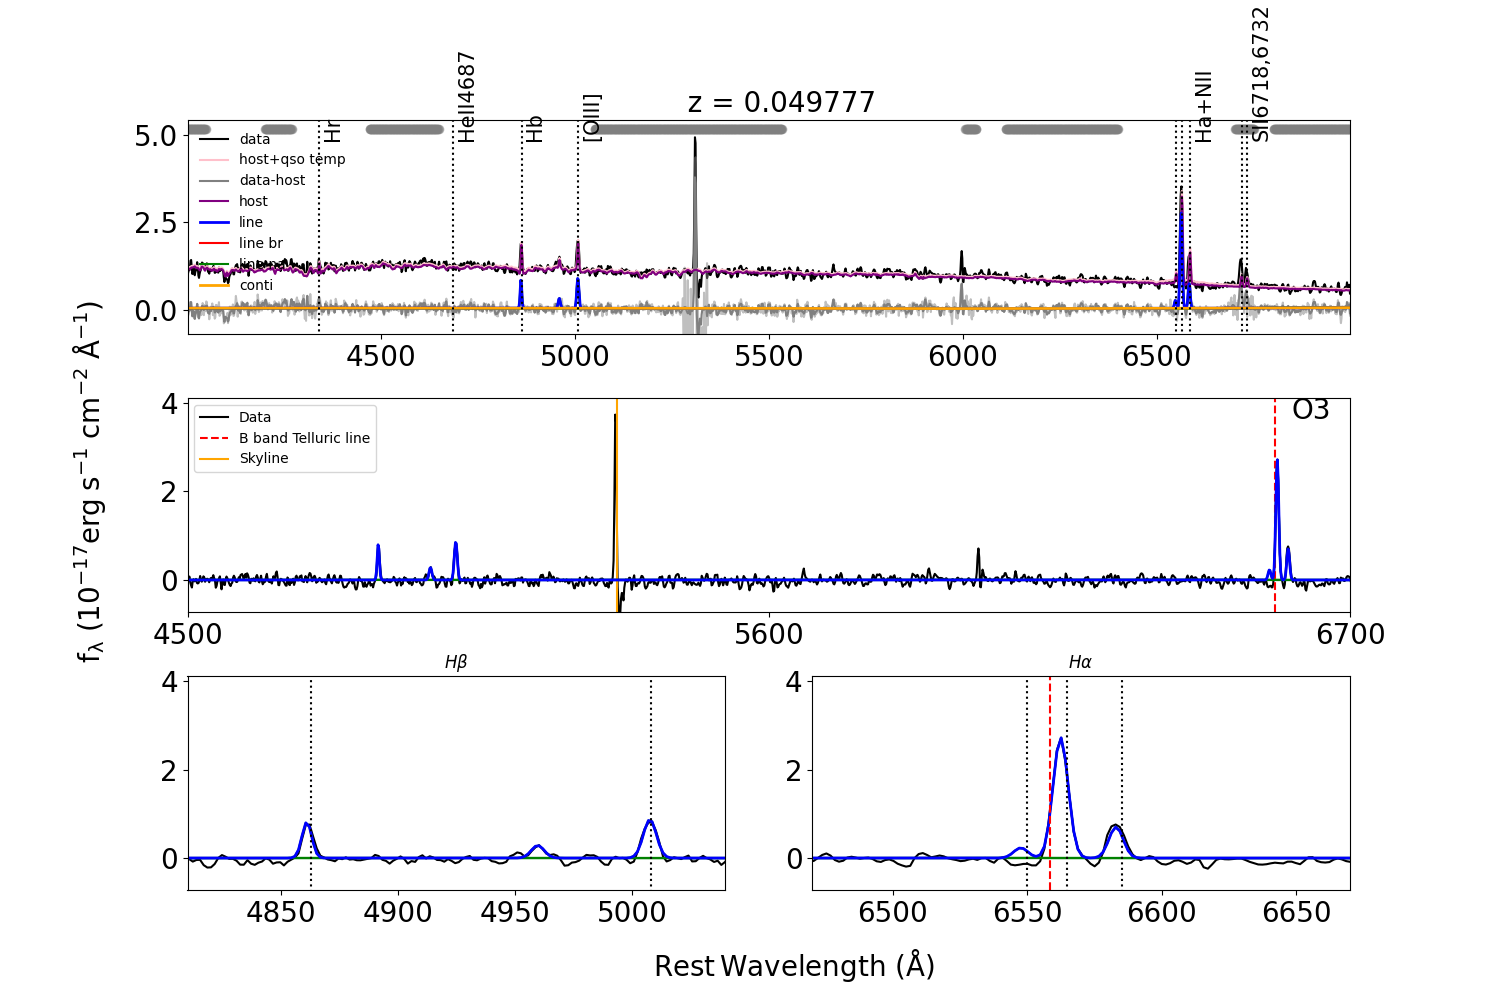 z = 0.049777
Hr
HeII4687
Hb
[OIII]
Ha+NII
SII6718,6732
data
host+qso temp
data-host
host
line
line br
conti
5.0
2.5
0.0
4500
5000
5500
6000
6500
f_λ (10⁻¹⁷erg s⁻¹ cm⁻² Å⁻¹)
O3
Data
B band Telluric line
Skyline
4
2
0
4500
5600
6700
Hβ
4
2
0
4850
4900
4950
5000
Hα
4
2
0
6500
6550
6600
6650
Rest Wavelength (Å)